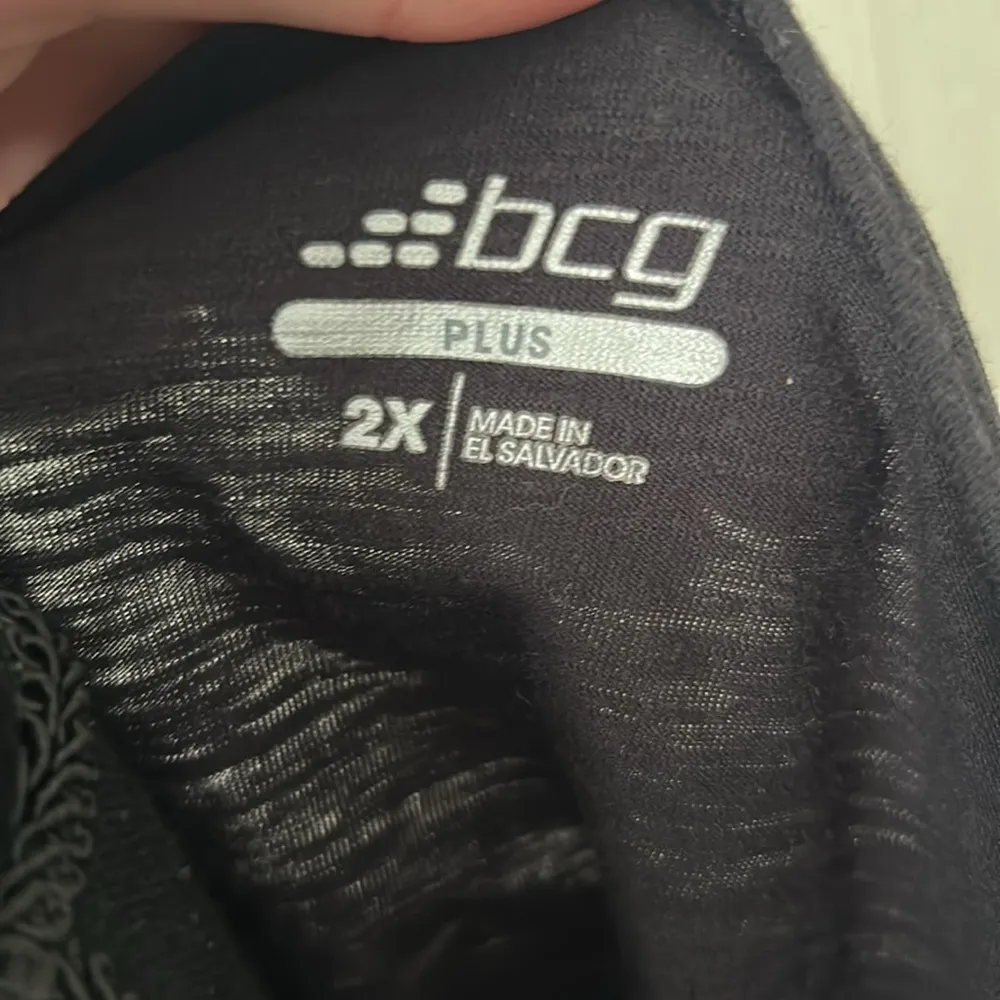 bcg
PLUS
2X
MADE IN
EL SALVADOR